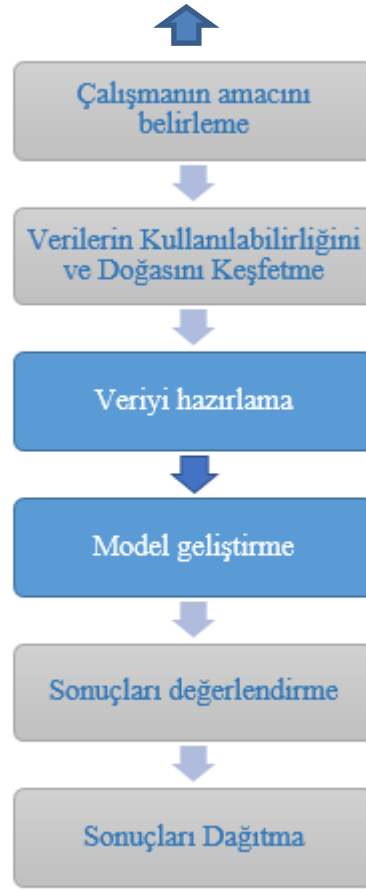 Çalışmanın amacını
belirleme
Verilerin Kullanılabilirliğini
ve Doğasını Keşfetme
Veriyi hazırlama
Model geliştirme
Sonuçları değerlendirme
Sonuçları Dağıtma